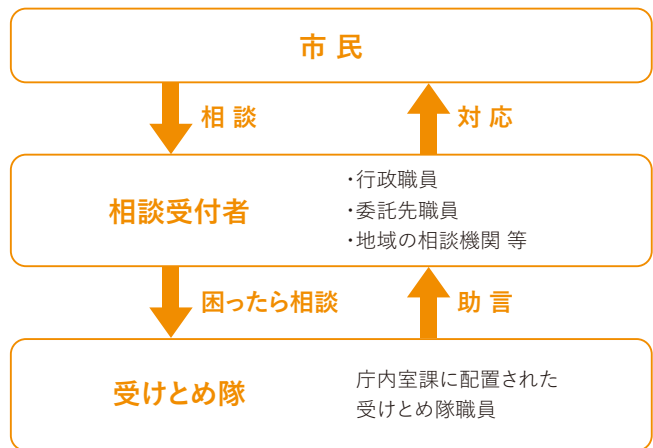 市 民
相 談
対 応
相談受付者
・行政職員
・委託先職員
・地域の相談機関 等
困ったら相談
助 言
受けとめ隊
庁内室課に配置された
受けとめ隊職員